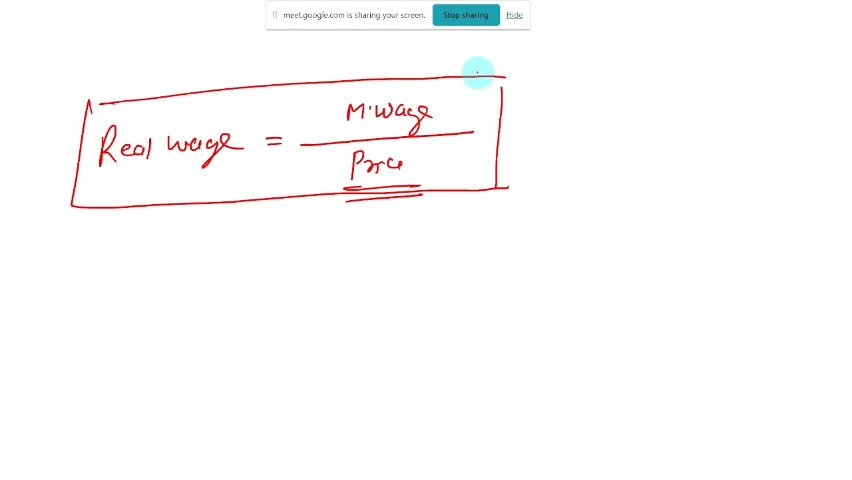 meet.google.com is sharing your screen. Stop sharing Hide
Real wage = M.wage
Price